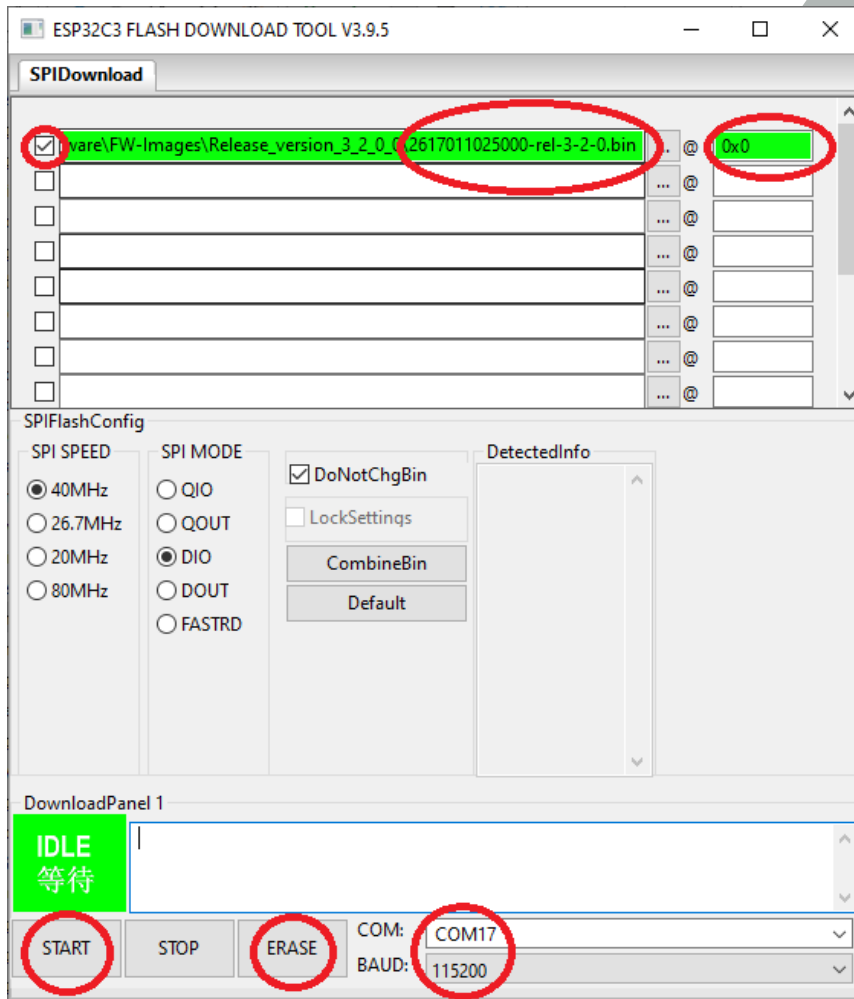 ESP32C3 FLASH DOWNLOAD TOOL V3.9.5
SPIDownload
ware\FW-Images\Release_version_3_2_0_0\2617011025000-rel-3-2-0.bin ... @ 0x0
... @
... @
... @
... @
... @
... @
... @
SPIFlashConfig
SPI SPEED
40MHz
26.7MHz
20MHz
80MHz
SPI MODE
QIO
QOUT
DIO
DOUT
FASTRD
DoNotChgBin
LockSettings
CombineBin
Default
DetectedInfo
DownloadPanel 1
IDLE
等待
START STOP ERASE
COM: COM17
BAUD: 115200